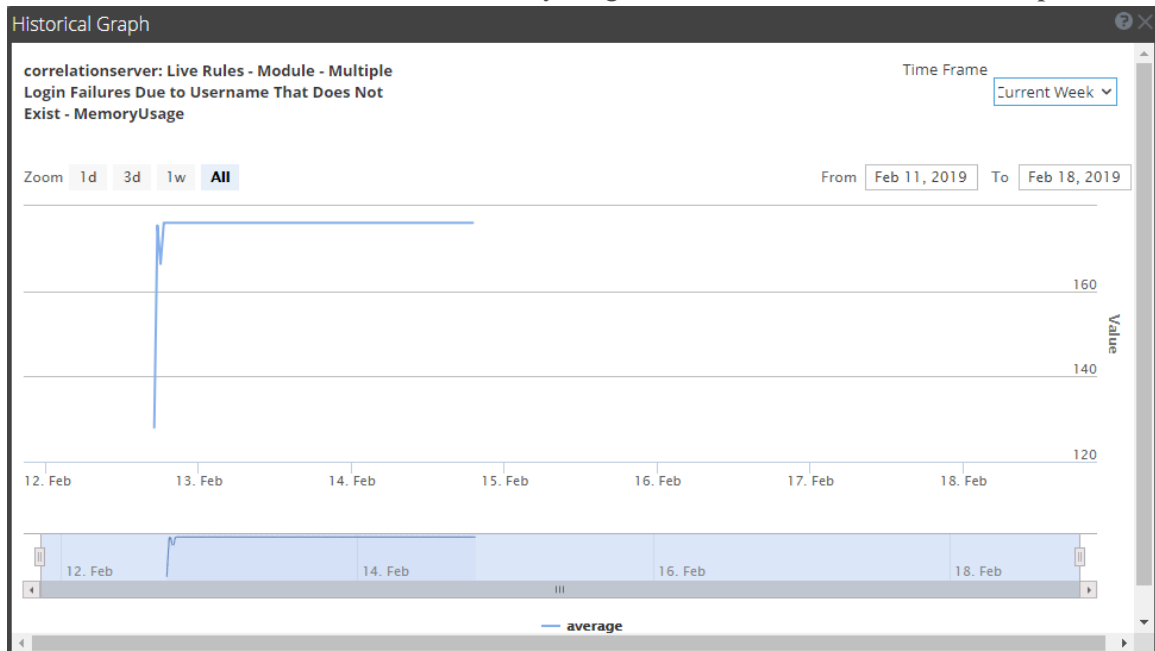 Historical Graph
correlationserver: Live Rules - Module - Multiple
Login Failures Due to Username That Does Not
Exist - MemoryUsage
Time Frame
Current Week
Zoom 1d 3d 1w All
From Feb 11, 2019 To Feb 18, 2019
160
Value
140
120
12. Feb 13. Feb 14. Feb 15. Feb 16. Feb 17. Feb 18. Feb
12. Feb 14. Feb 16. Feb 18. Feb
average